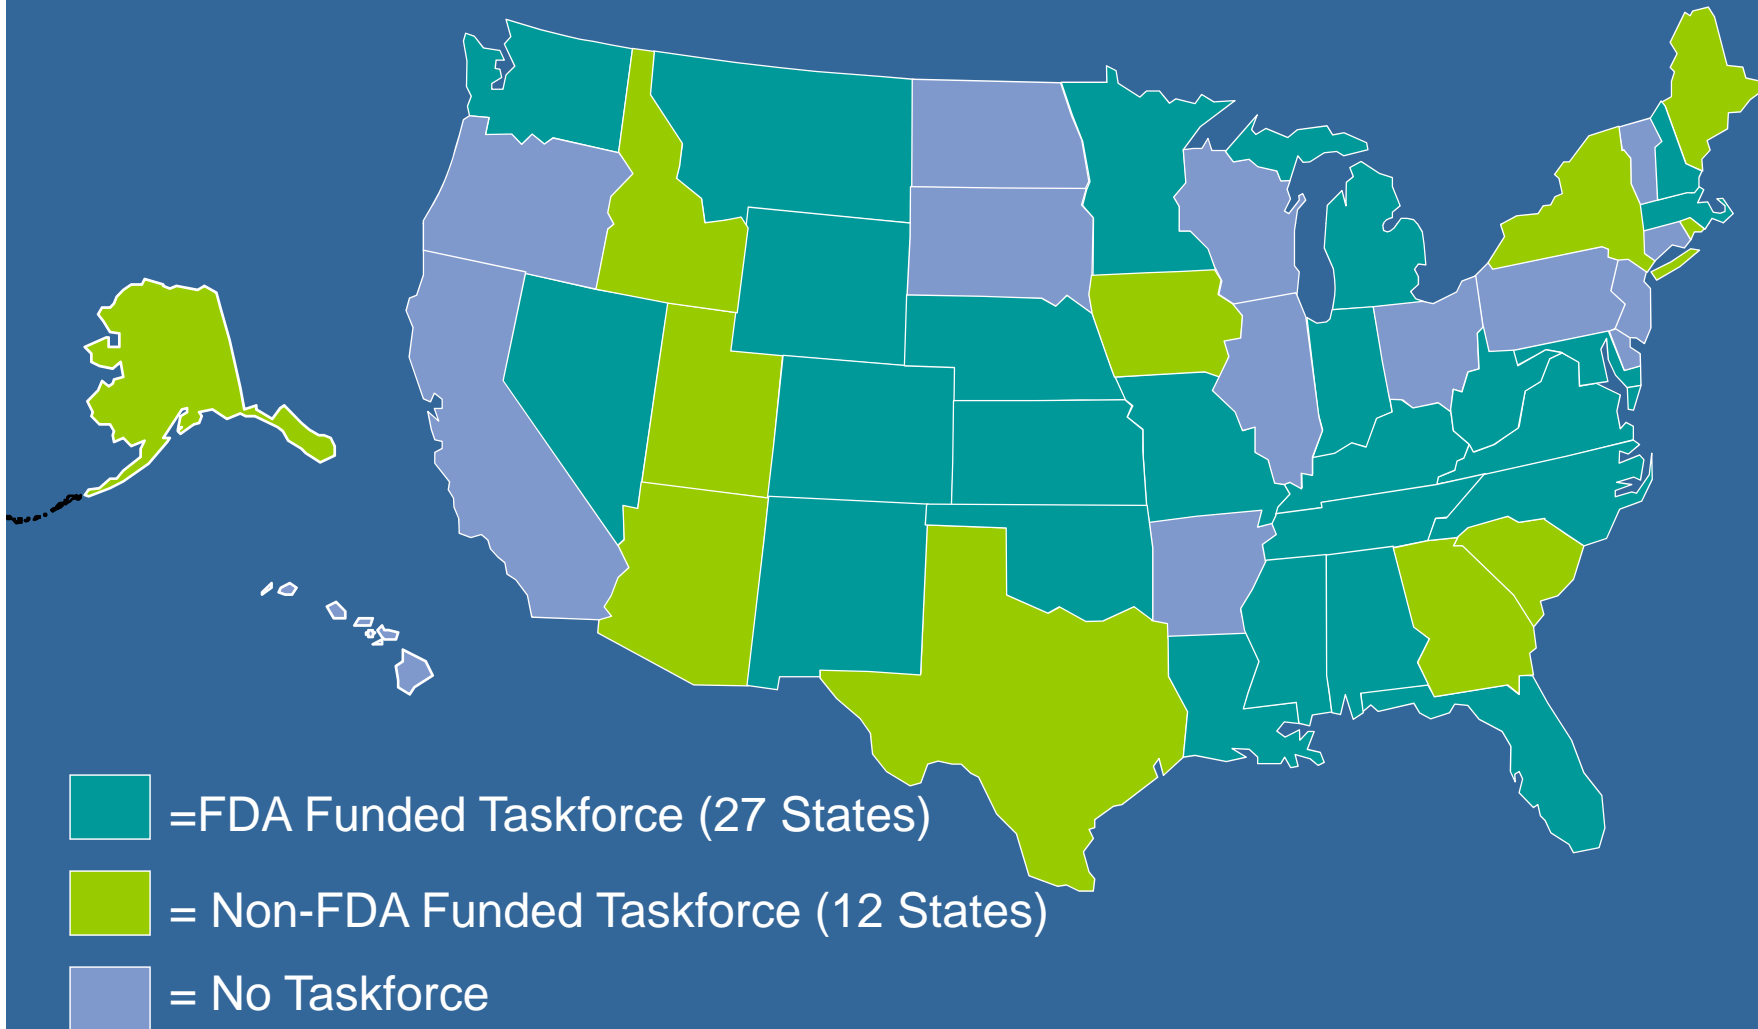 =FDA Funded Taskforce (27 States)
= Non-FDA Funded Taskforce (12 States)
= No Taskforce